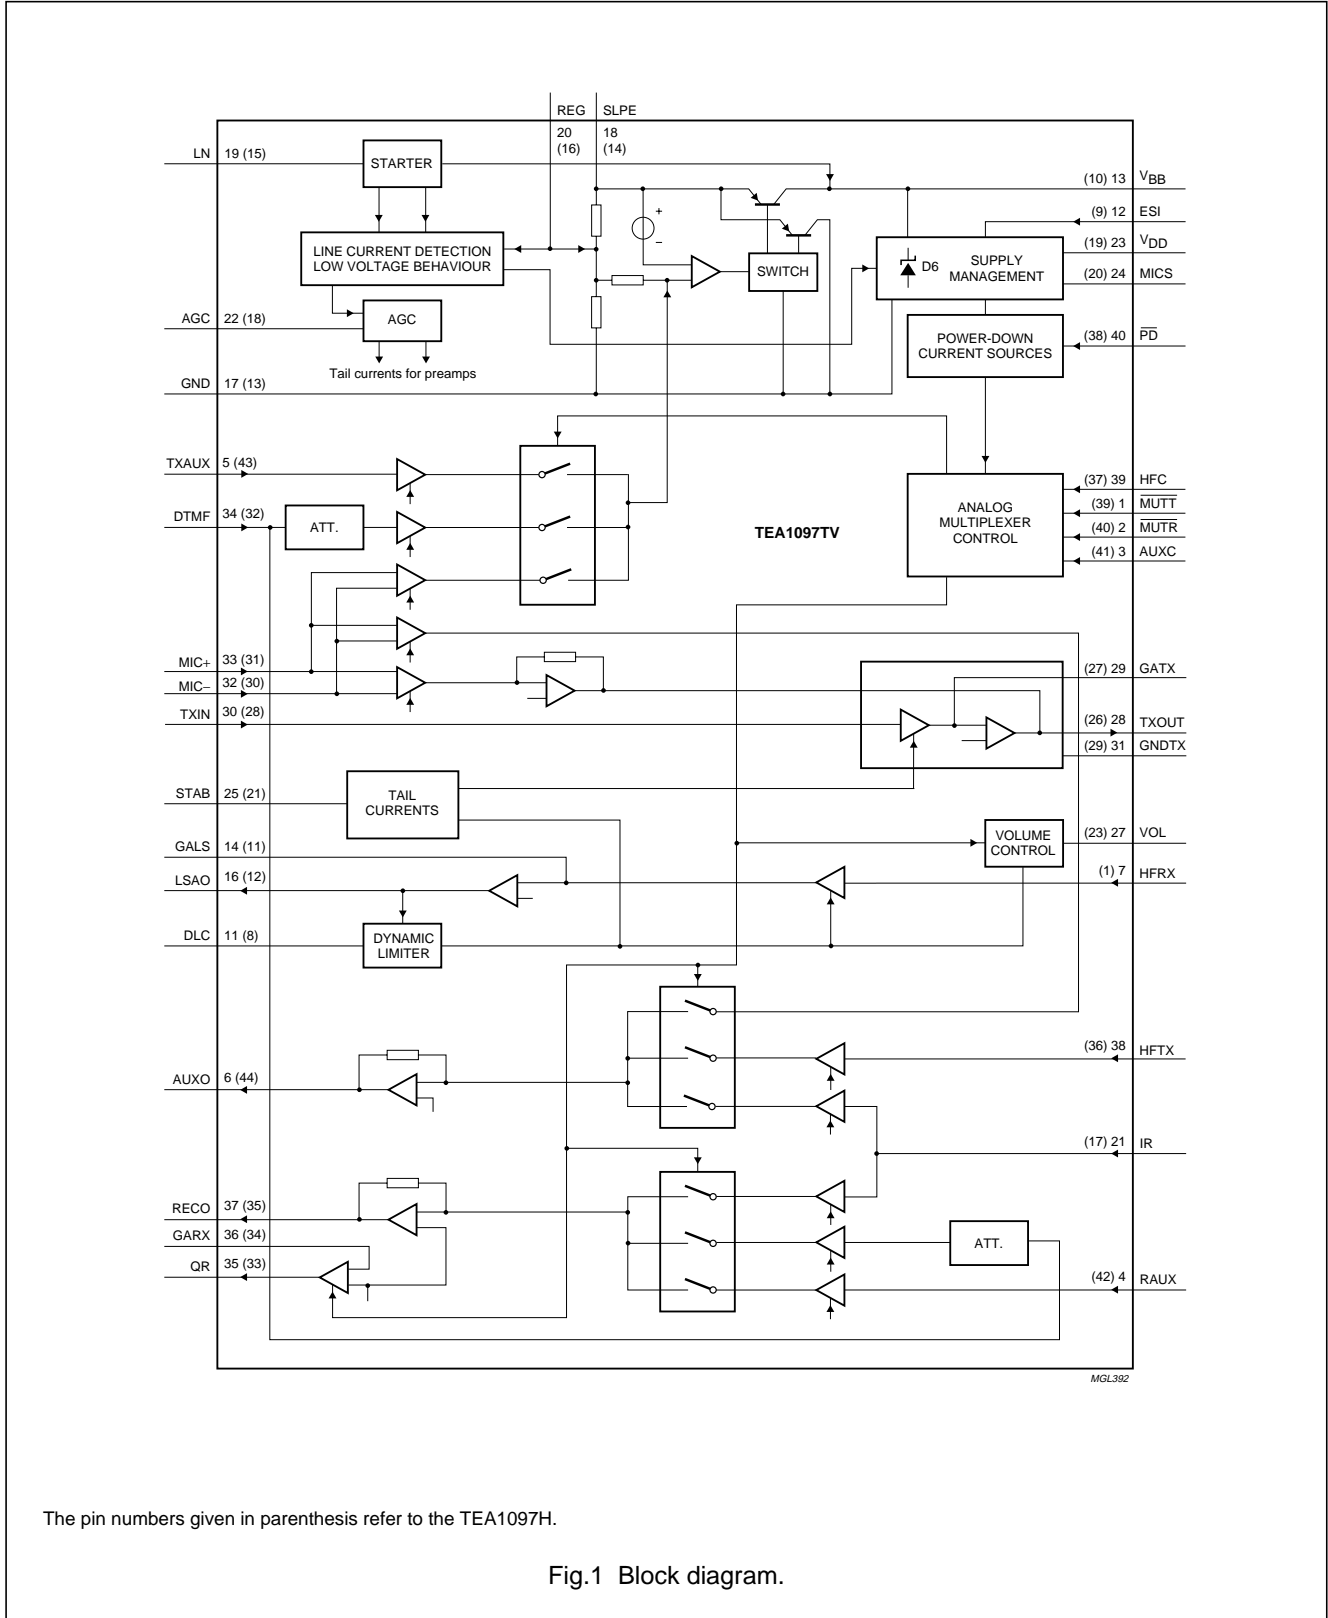 REG SLPE
20 18
(16) (14)
LN 19 (15)
STARTER
(10) 13 VBB
(9) 12 ESI
LINE CURRENT DETECTION
LOW VOLTAGE BEHAVIOUR
+
−
SWITCH
D6
SUPPLY
MANAGEMENT
(19) 23 VDD
(20) 24 MICS
AGC 22 (18)
AGC
POWER-DOWN
CURRENT SOURCES
(38) 40 PD
Tail currents for preamps
GND 17 (13)
TXAUX 5 (43)
DTMF 34 (32)
ATT.
TEA1097TV
ANALOG
MULTIPLEXER
CONTROL
(37) 39 HFC
(39) 1 MUTT
(40) 2 MUTR
(41) 3 AUXC
MIC+ 33 (31)
MIC− 32 (30)
TXIN 30 (28)
(27) 29 GATX
(26) 28 TXOUT
(29) 31 GNDTX
STAB 25 (21)
TAIL
CURRENTS
GALS 14 (11)
LSAO 16 (12)
VOLUME
CONTROL
(23) 27 VOL
(1) 7 HFRX
DLC 11 (8)
DYNAMIC
LIMITER
AUXO 6 (44)
(36) 38 HFTX
(17) 21 IR
RECO 37 (35)
GARX 36 (34)
QR 35 (33)
ATT.
(42) 4 RAUX
MGL392
The pin numbers given in parenthesis refer to the TEA1097H.
Fig.1 Block diagram.